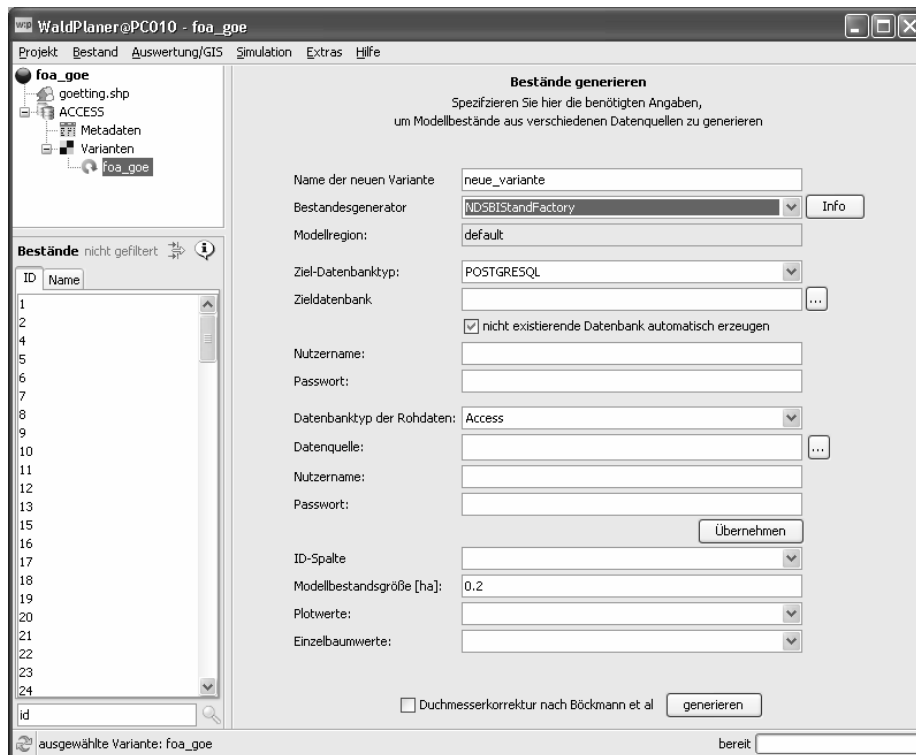 w:p WaldPlaner@PC010 - foa_goe
Projekt Bestand Auswertung/GIS Simulation Extras Hilfe
foa_goe
goetting.shp
ACCESS
Metadaten
Varianten
foa_goe
Bestände nicht gefiltert
ID Name
1
2
4
5
6
7
8
9
10
11
12
13
15
16
17
18
19
20
21
22
23
24
id
Bestände generieren
Spezifzieren Sie hier die benötigten Angaben,
um Modellbestände aus verschiedenen Datenquellen zu generieren
Name der neuen Variante neue_variante
Bestandesgenerator NDSBIStandFactory Info
Modellregion: default
Ziel-Datenbanktyp: POSTGRESQL
Zieldatenbank ...
nicht existierende Datenbank automatisch erzeugen
Nutzername:
Passwort:
Datenbanktyp der Rohdaten: Access
Datenquelle: ...
Nutzername:
Passwort:
Übernehmen
ID-Spalte
Modellbestandsgröße [ha]: 0.2
Plotwerte:
Einzelbaumwerte:
Duchmesserkorrektur nach Böckmann et al generieren
ausgewählte Variante: foa_goe bereit